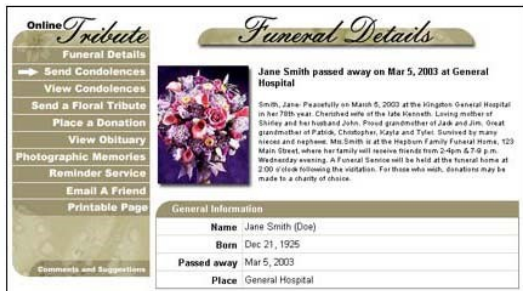 Online
Tribute
Funeral Details
Send Condolences
View Condolences
Send a Floral Tribute
Place a Donation
View Obituary
Photographic Memories
Reminder Service
Email A Friend
Printable Page
Comments and Suggestions
Funeral Details
Jane Smith passed away on Mar 5, 2003 at General
Hospital
Smith, Jane- Peacefully on March 5, 2003 at the Kingston General Hospital
in her 78th year. Cherished wife of the late Kenneth. Loving mother of
Shirley and her husband John. Proud grandmother of Jack and Jim. Great
grandmother of Patrick, Christopher, Kayla and Tyler. Survived by many
nieces and nephews. Mrs.Smith is at the Hepburn Family Funeral Home, 123
Main Street, where her family will receive friends from 2-4pm & 7-9 p.m.
Wednesday evening. A Funeral Service will be held at the funeral home at
2:00 o'clock following the visitation. For those who wish, donations may be
made to a charity of choice.
General Information
Name Jane Smith (Doe)
Born Dec 21, 1925
Passed away Mar 5, 2003
Place General Hospital